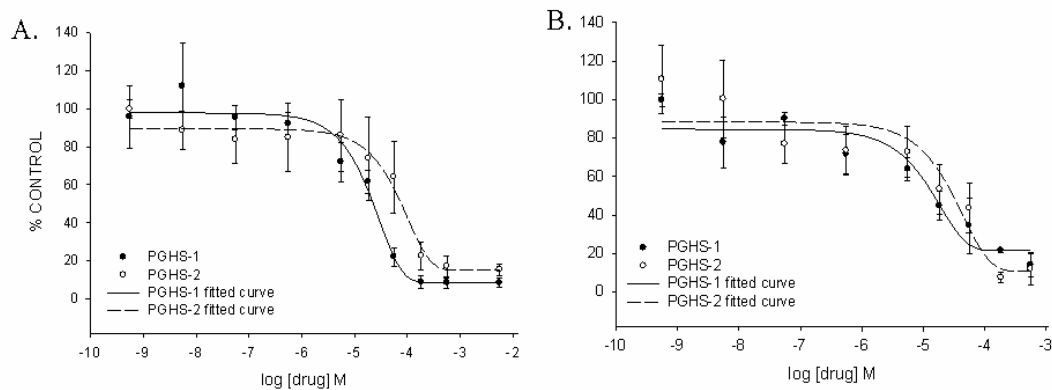 A.
140
120
100
80
60
40
20
0
% CONTROL
PGHS-1
PGHS-2
PGHS-1 fitted curve
PGHS-2 fitted curve
-10 -9 -8 -7 -6 -5 -4 -3 -2
log [drug] M
B.
140
120
100
80
60
40
20
0
PGHS-1
PGHS-2
PGHS-1 fitted curve
PGHS-2 fitted curve
-10 -9 -8 -7 -6 -5 -4 -3
log [drug] M